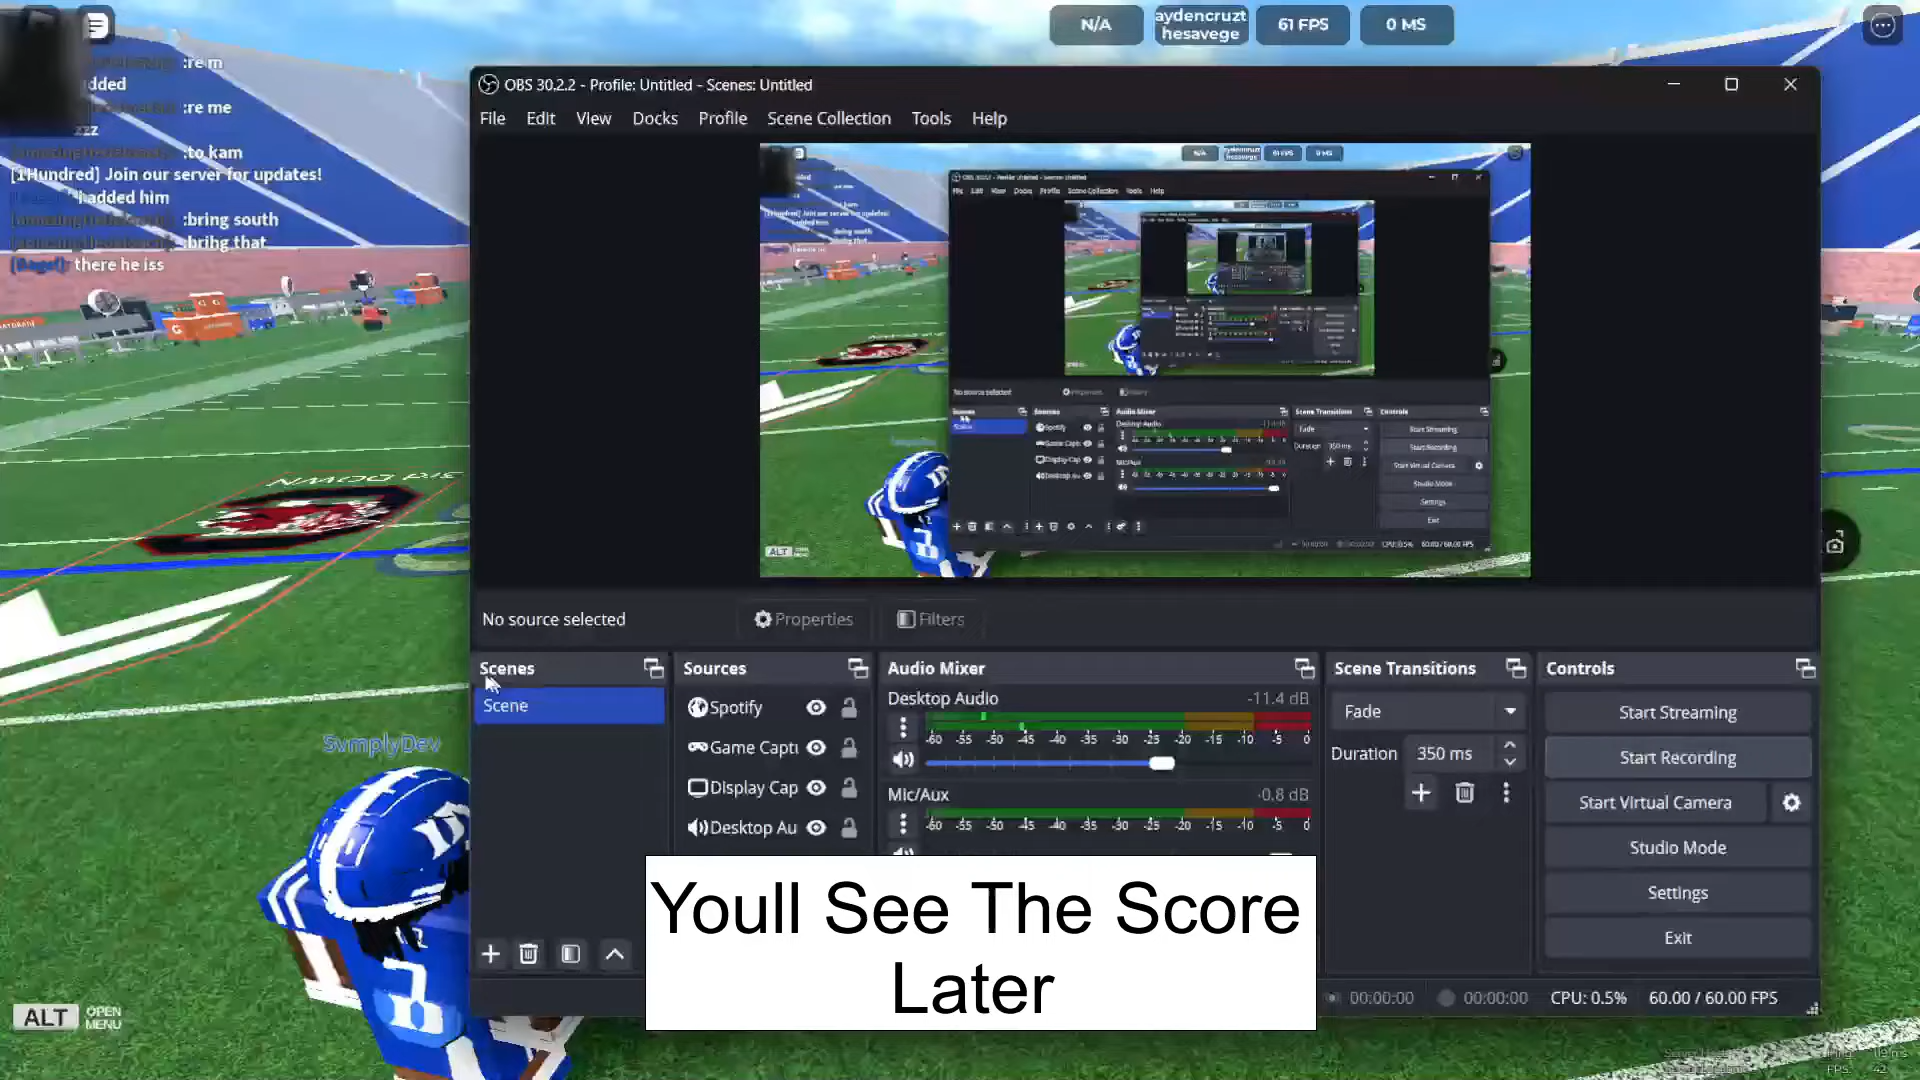 N/A
aydencruzt
hesavege
61 FPS
0 MS
:re m
dded
:re me
zzz
:to kam
[1Hundred] Join our server for updates!
i added him
:bring south
:brihg that
there he iss
OBS 30.2.2 - Profile: Untitled - Scenes: Untitled
File Edit View Docks Profile Scene Collection Tools Help
No source selected
Properties
Filters
Scenes
Scene
Sources
Spotify
Game Captu
Display Cap
Desktop Au
Audio Mixer
Desktop Audio
-11.4 dB
-60 -55 -50 -45 -40 -35 -30 -25 -20 -15 -10 -5 0
Mic/Aux
-0.8 dB
-60 -55 -50 -45 -40 -35 -30 -25 -20 -15 -10 -5 0
Scene Transitions
Fade
Duration 350 ms
Controls
Start Streaming
Start Recording
Start Virtual Camera
Studio Mode
Settings
Exit
SvmplyDev
Youll See The Score
Later
00:00:00
00:00:00
CPU: 0.5%
60.00 / 60.00 FPS
ALT
OPEN
MENU